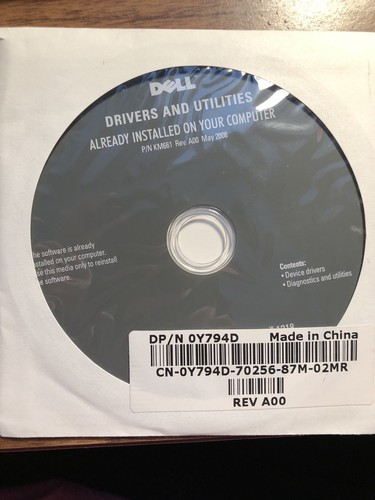 DELL
DRIVERS AND UTILITIES
ALREADY INSTALLED ON YOUR COMPUTER
P/N KM661 Rev A00 May 2008
software is already
on your computer.
this media only to reinstall
software.
Contents:
• Device drivers
• Diagnostics and utilities
DP/N 0Y794D Made in China
CN-0Y794D-70256-87M-02MR
REV A00